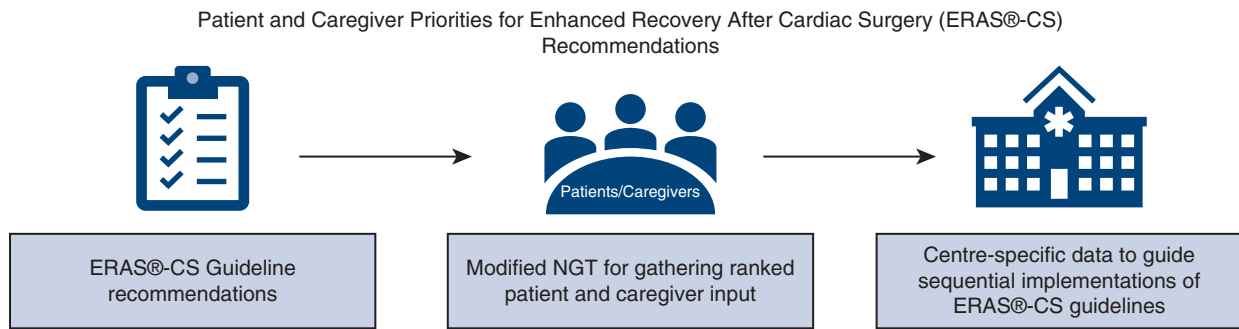 Patient and Caregiver Priorities for Enhanced Recovery After Cardiac Surgery (ERAS®-CS)
Recommendations
Patients/Caregivers
ERAS®-CS Guideline
recommendations
Modified NGT for gathering ranked
patient and caregiver input
Centre-specific data to guide
sequential implementations of
ERAS®-CS guidelines